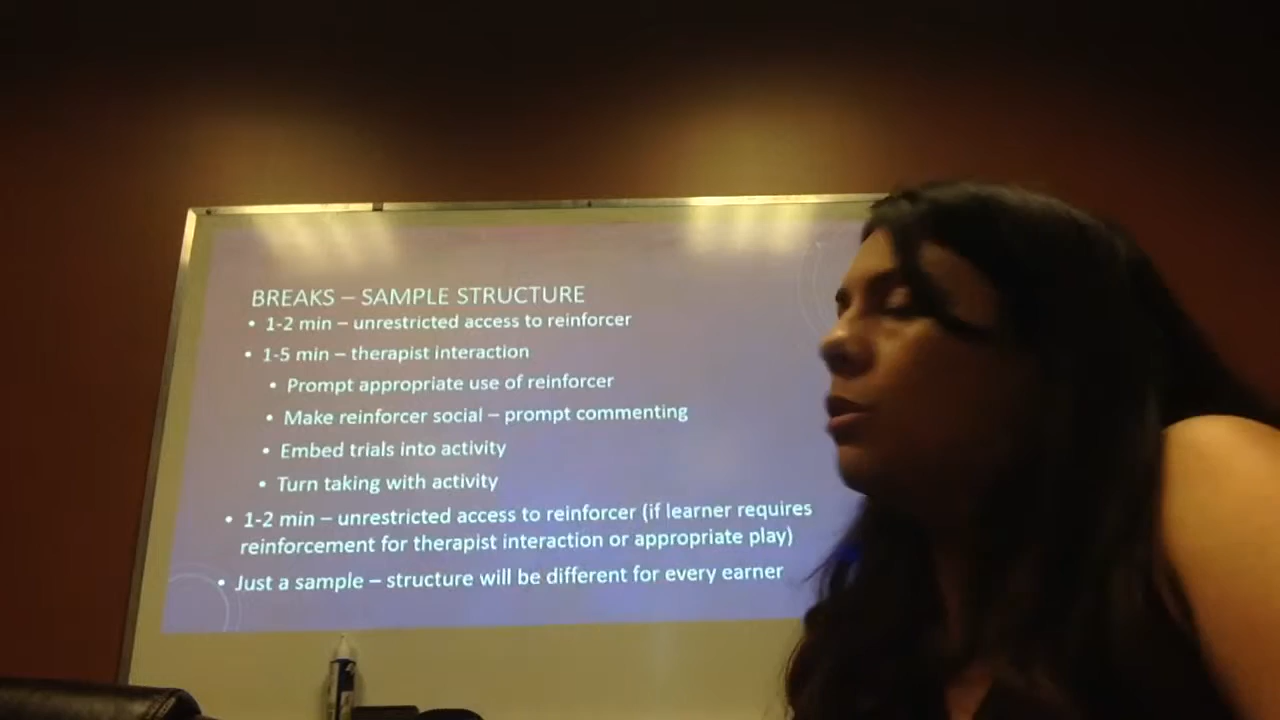 BREAKS – SAMPLE STRUCTURE
• 1-2 min – unrestricted access to reinforcer
• 1-5 min – therapist interaction
• Prompt appropriate use of reinforcer
• Make reinforcer social – prompt commenting
• Embed trials into activity
• Turn taking with activity
• 1-2 min – unrestricted access to reinforcer (if learner requires
reinforcement for therapist interaction or appropriate play)
• Just a sample – structure will be different for every earner